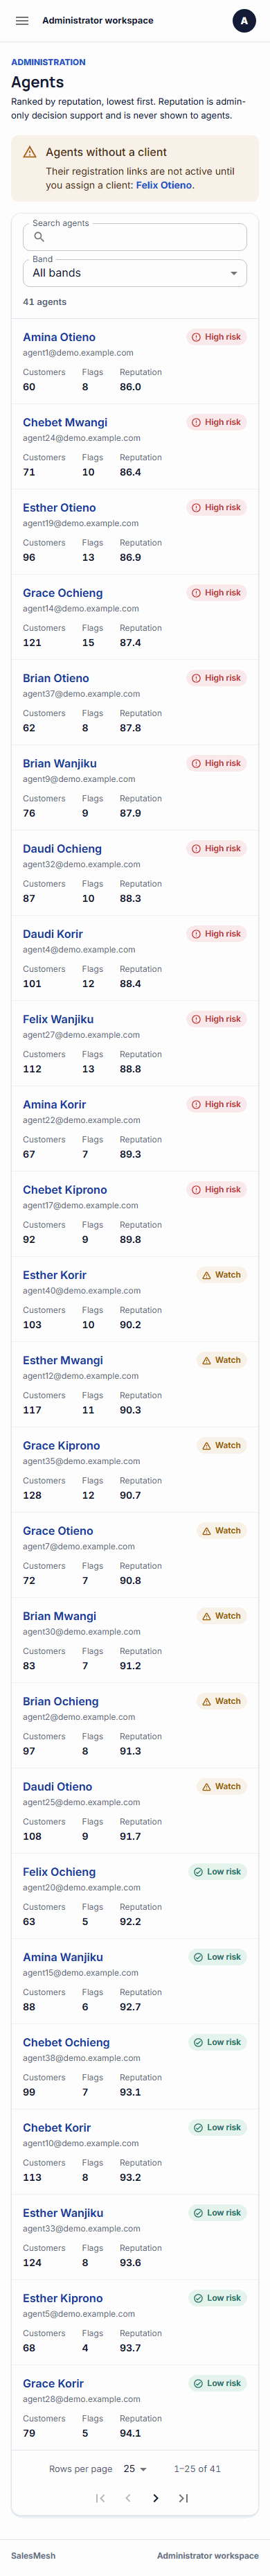 Administrator workspace
A
ADMINISTRATION
Agents
Ranked by reputation, lowest first. Reputation is admin-
only decision support and is never shown to agents.
Agents without a client
Their registration links are not active until
you assign a client: Felix Otieno.
Search agents
Band
All bands
41 agents
Amina Otieno High risk
agent1@demo.example.com
Customers Flags Reputation
60 8 86.0
Chebet Mwangi High risk
agent24@demo.example.com
Customers Flags Reputation
71 10 86.4
Esther Otieno High risk
agent19@demo.example.com
Customers Flags Reputation
96 13 86.9
Grace Ochieng High risk
agent14@demo.example.com
Customers Flags Reputation
121 15 87.4
Brian Otieno High risk
agent37@demo.example.com
Customers Flags Reputation
62 8 87.8
Brian Wanjiku High risk
agent9@demo.example.com
Customers Flags Reputation
76 9 87.9
Daudi Ochieng High risk
agent32@demo.example.com
Customers Flags Reputation
87 10 88.3
Daudi Korir High risk
agent4@demo.example.com
Customers Flags Reputation
101 12 88.4
Felix Wanjiku High risk
agent27@demo.example.com
Customers Flags Reputation
112 13 88.8
Amina Korir High risk
agent22@demo.example.com
Customers Flags Reputation
67 7 89.3
Chebet Kiprono High risk
agent17@demo.example.com
Customers Flags Reputation
92 9 89.8
Esther Korir Watch
agent40@demo.example.com
Customers Flags Reputation
103 10 90.2
Esther Mwangi Watch
agent12@demo.example.com
Customers Flags Reputation
117 11 90.3
Grace Kiprono Watch
agent35@demo.example.com
Customers Flags Reputation
128 12 90.7
Grace Otieno Watch
agent7@demo.example.com
Customers Flags Reputation
72 7 90.8
Brian Mwangi Watch
agent30@demo.example.com
Customers Flags Reputation
83 7 91.2
Brian Ochieng Watch
agent2@demo.example.com
Customers Flags Reputation
97 8 91.3
Daudi Otieno Watch
agent25@demo.example.com
Customers Flags Reputation
108 9 91.7
Felix Ochieng Low risk
agent20@demo.example.com
Customers Flags Reputation
63 5 92.2
Amina Wanjiku Low risk
agent15@demo.example.com
Customers Flags Reputation
88 6 92.7
Chebet Ochieng Low risk
agent38@demo.example.com
Customers Flags Reputation
99 7 93.1
Chebet Korir Low risk
agent10@demo.example.com
Customers Flags Reputation
113 8 93.2
Esther Wanjiku Low risk
agent33@demo.example.com
Customers Flags Reputation
124 8 93.6
Esther Kiprono Low risk
agent5@demo.example.com
Customers Flags Reputation
68 4 93.7
Grace Korir Low risk
agent28@demo.example.com
Customers Flags Reputation
79 5 94.1
Rows per page 25 1–25 of 41
SalesMesh Administrator workspace